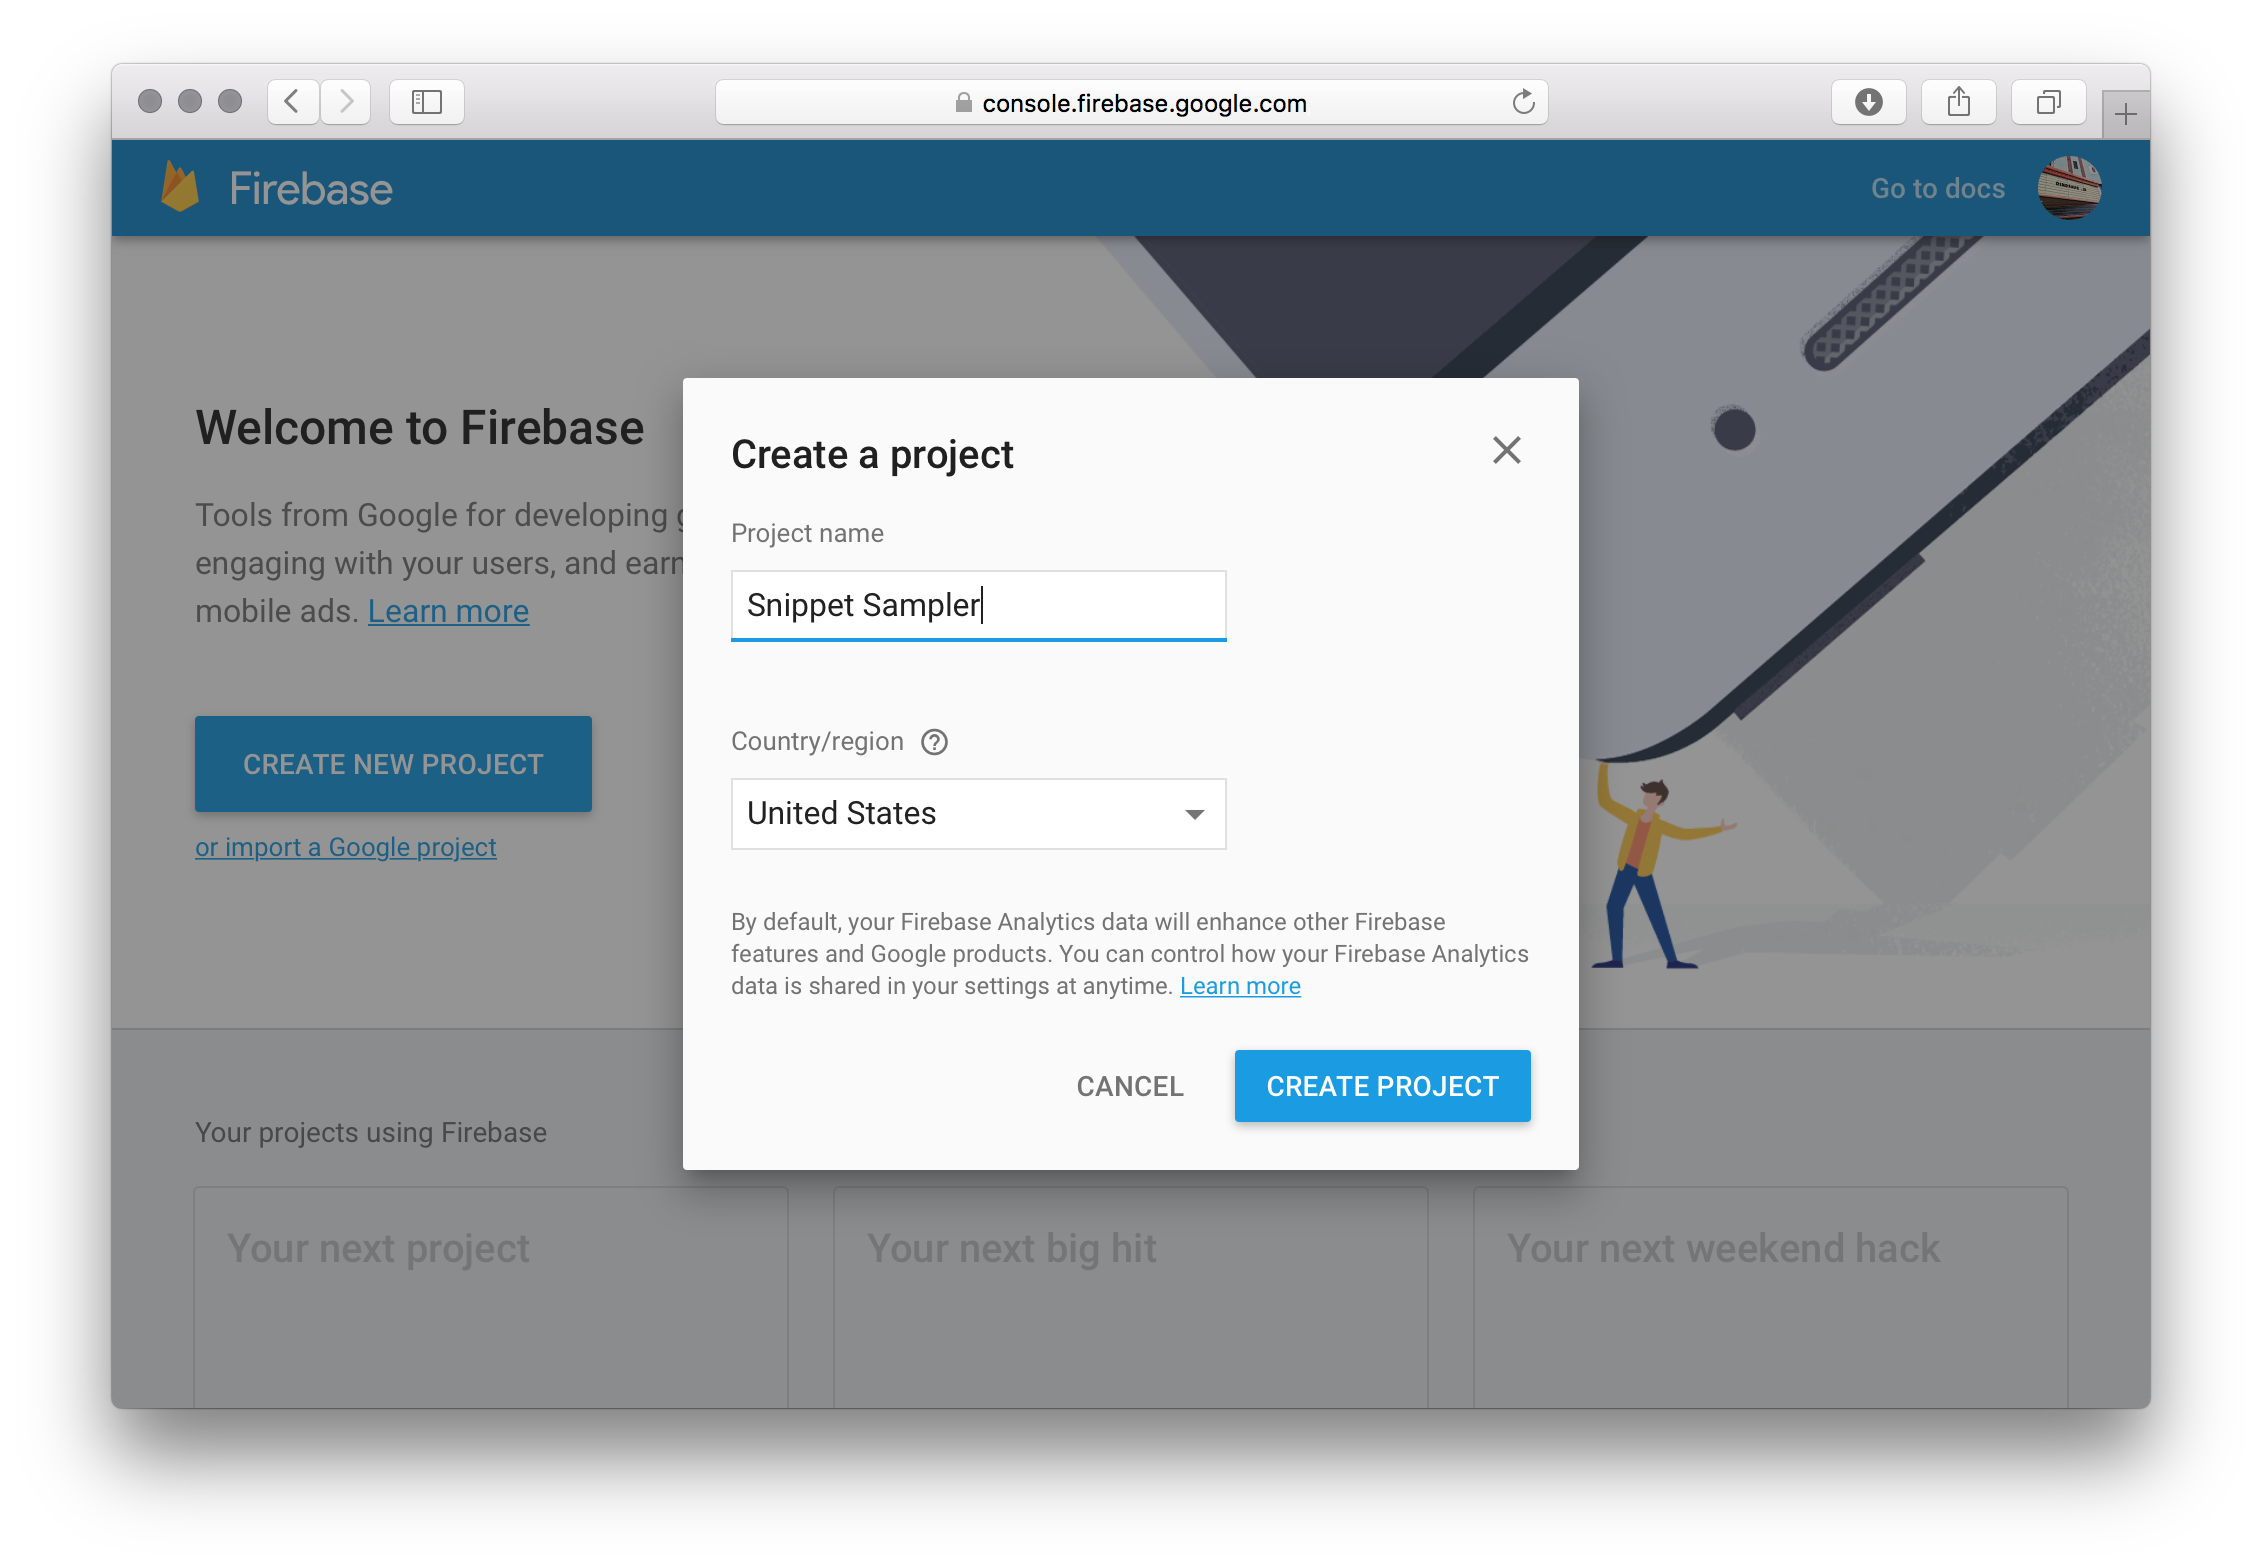 console.firebase.google.com
Firebase
Go to docs
Welcome to Firebase
Tools from Google for developing
engaging with your users, and earn
mobile ads. Learn more
CREATE NEW PROJECT
or import a Google project
Create a project
Project name
Snippet Sampler
Country/region
United States
By default, your Firebase Analytics data will enhance other Firebase
features and Google products. You can control how your Firebase Analytics
data is shared in your settings at anytime. Learn more
CANCEL
CREATE PROJECT
Your projects using Firebase
Your next project
Your next big hit
Your next weekend hack